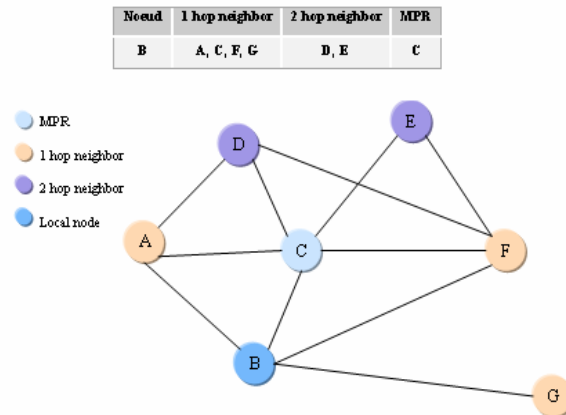 Noeud 1 hop neighbor 2 hop neighbor MPR
B A, C, F, G D, E C
MPR
1 hop neighbor
2 hop neighbor
Local node
E
D
A
C
F
B
G